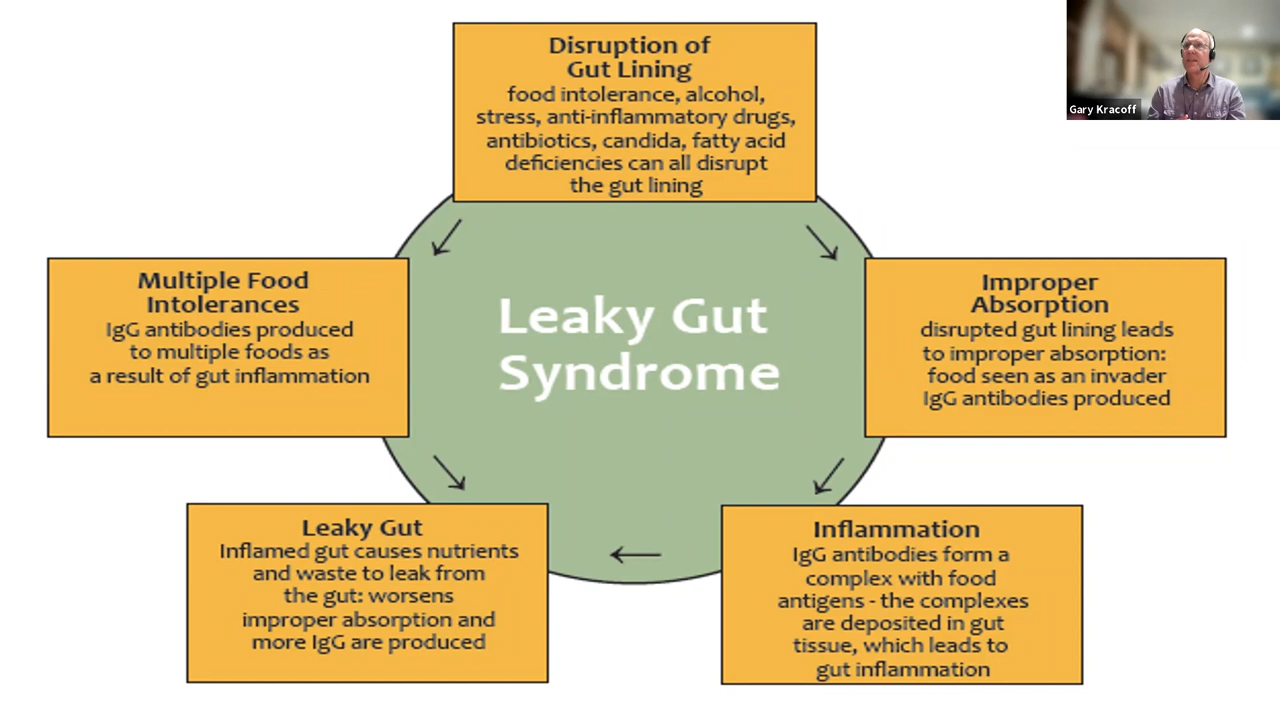 Disruption of
Gut Lining
food intolerance, alcohol,
stress, anti-inflammatory drugs,
antibiotics, candida, fatty acid
deficiencies can all disrupt
the gut lining
Gary Kracoff
Multiple Food
Intolerances
IgG antibodies produced
to multiple foods as
a result of gut inflammation
Leaky Gut
Syndrome
Improper
Absorption
disrupted gut lining leads
to improper absorption:
food seen as an invader
IgG antibodies produced
Leaky Gut
Inflamed gut causes nutrients
and waste to leak from
the gut: worsens
improper absorption and
more IgG are produced
Inflammation
IgG antibodies form a
complex with food
antigens - the complexes
are deposited in gut
tissue, which leads to
gut inflammation